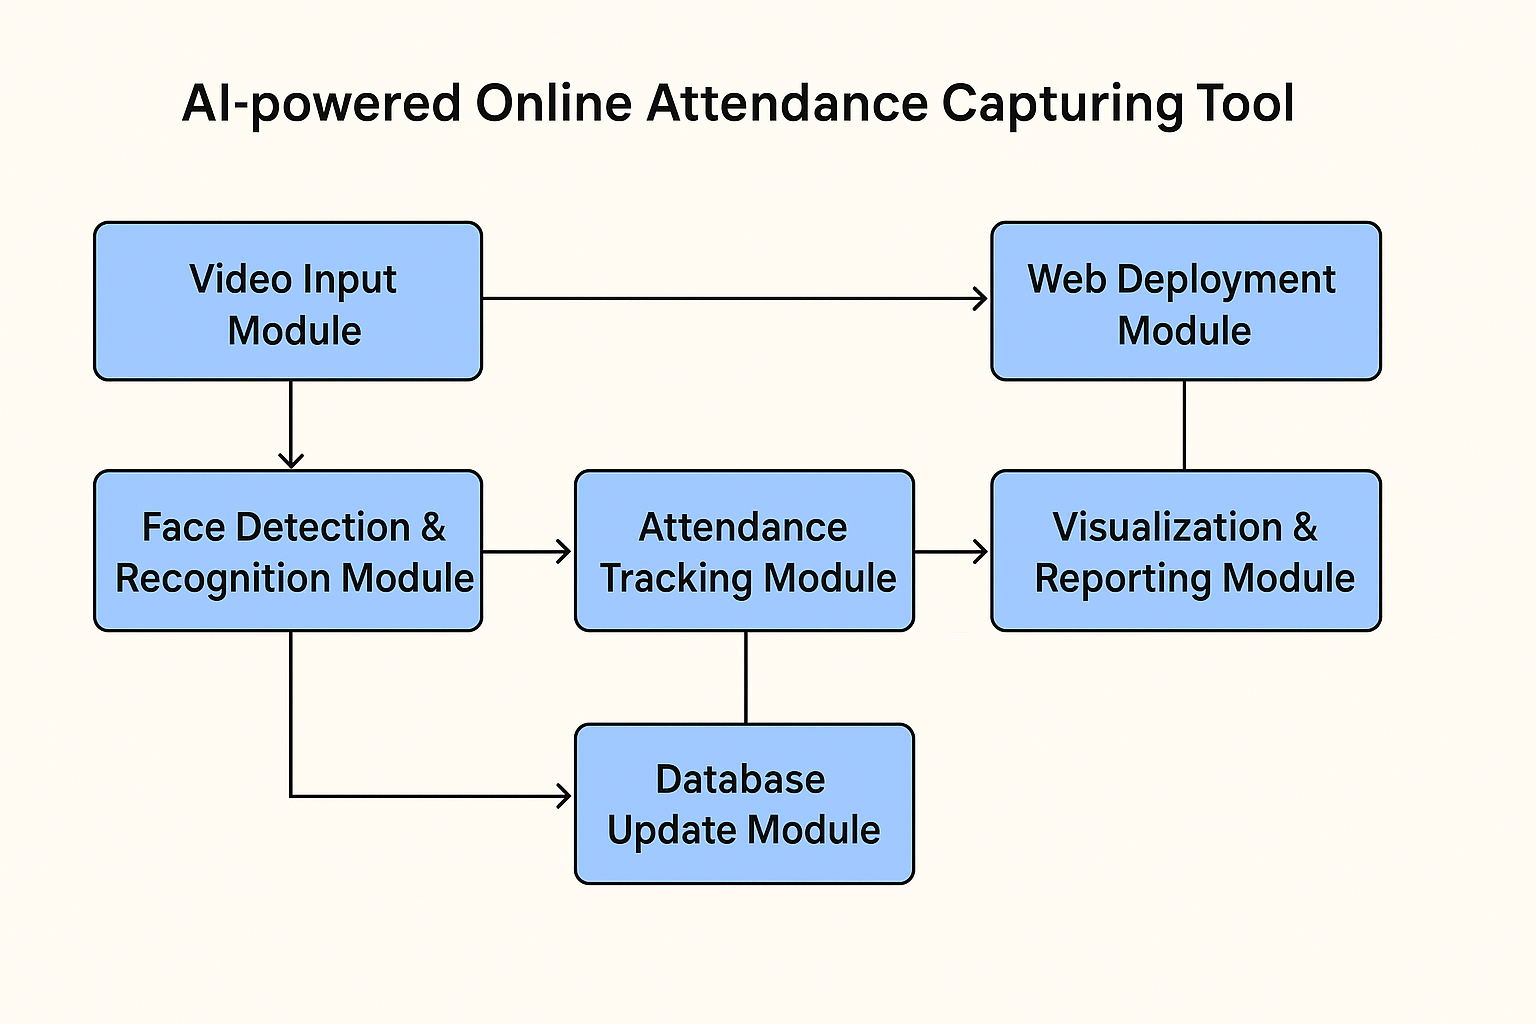 AI-powered Online Attendance Capturing Tool
Video Input
Module
Web Deployment
Module
Face Detection &
Recognition Module
Attendance
Tracking Module
Visualization &
Reporting Module
Database
Update Module